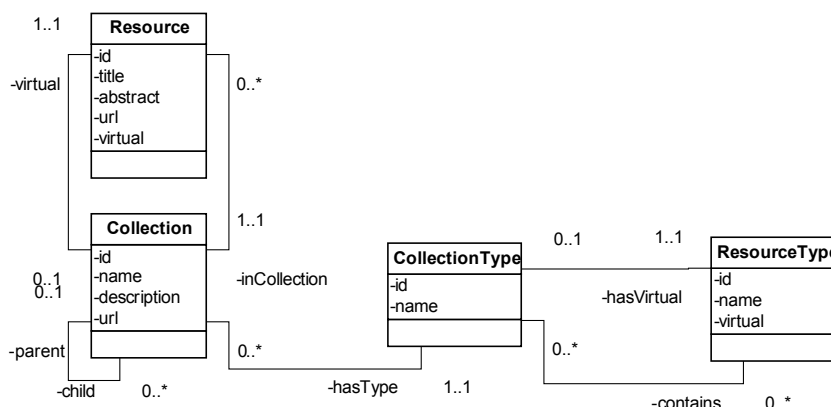 1..1
Resource
-id
-title
-abstract
-url
-virtual
-virtual
0..*
Collection
-id
-name
-description
-url
1..1
0..1
0..1
-inCollection
-parent
-child
0..*
0..*
-hasType
1..1
CollectionType
-id
-name
0..1
1..1
-hasVirtual
0..*
ResourceType
-id
-name
-virtual
-contains
0..*